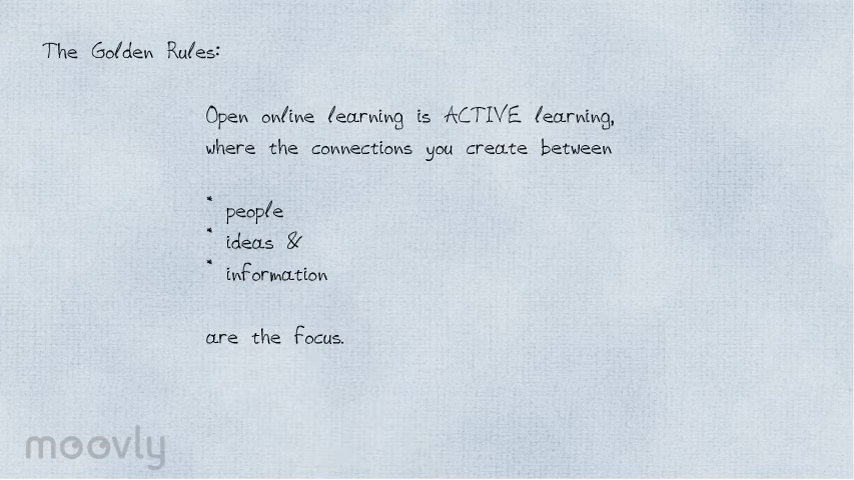 The Golden Rules:
Open online learning is ACTIVE learning,
where the connections you create between
* people
* ideas &
* information
are the focus.
moovly